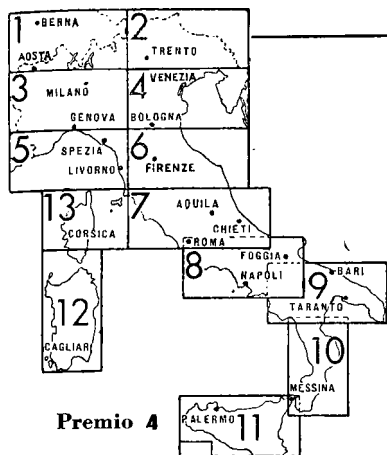 1 BERNA
2
AOSTA
TRENTO
3
MILANO
4
VENEZIA
GENOVA
BOLOGNA
5
SPEZIA
6
LIVORNO
FIRENZE
13
CORSICA
7
AQUILA
CHIETI
ROMA
8
FOGGIA
NAPOLI
9
BARI
TARANTO
12
CAGLIAR
10
MESSINA
Premio 4
PALERMO
11